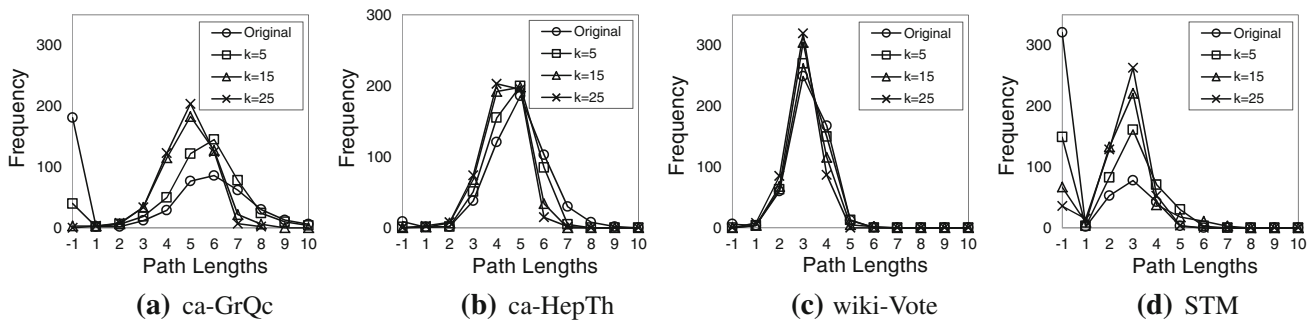 300
200
100
0
Frequency
-1 1 2 3 4 5 6 7 8 9 10
Path Lengths
Original
k=5
k=15
k=25
(a) ca-GrQc
300
200
100
0
Frequency
-1 1 2 3 4 5 6 7 8 9 10
Path Lengths
Original
k=5
k=15
k=25
(b) ca-HepTh
300
200
100
0
Frequency
-1 1 2 3 4 5 6 7 8 9 10
Path Lengths
Original
k=5
k=15
k=25
(c) wiki-Vote
300
200
100
0
Frequency
-1 1 2 3 4 5 6 7 8 9 10
Path Lengths
Original
k=5
k=15
k=25
(d) STM